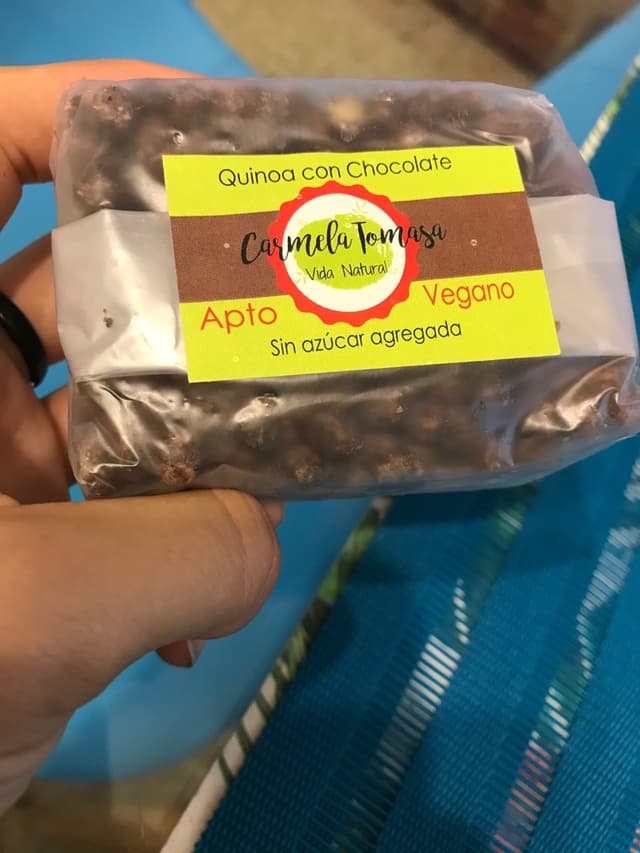 Quinoa con Chocolate
Carmela Tomasa
Vida Natural
Apto Vegano
Sin azúcar agregada